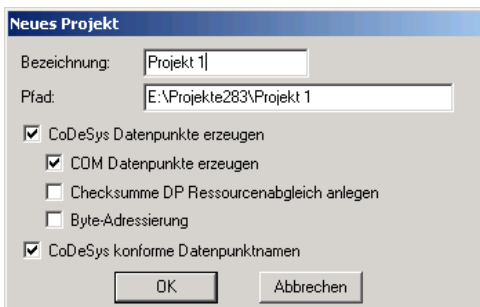 Neues Projekt
Bezeichnung: Projekt 1
Pfad: E:\Projekte283\Projekt 1
CoDeSys Datenpunkte erzeugen
COM Datenpunkte erzeugen
Checksumme DP Ressourcenabgleich anlegen
Byte-Adressierung
CoDeSys konforme Datenpunktnamen
OK Abbrechen